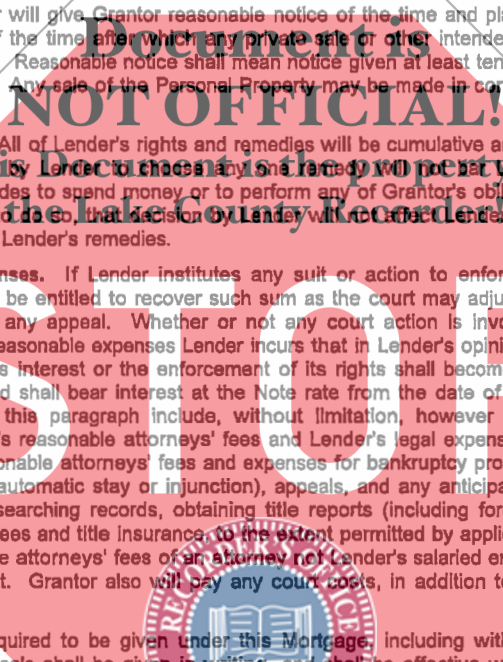 will give Grantor reasonable notice of the time and pl
the time after which any private sale or other intende
Document is
Reasonable notice shall mean notice given at least ten
Any sale of the Personal Property may be made in co
NOT OFFICIAL!
All of Lender's rights and remedies will be cumulative a
by Lender to choose any one remedy will not bar
is Document is the property
des to spend money or to perform any of Grantor's obl
o do so, that decision by Lender will not affect Lende
the Lake County Recorder!
Lender's remedies.
nses. If Lender institutes any suit or action to enfor
be entitled to recover such sum as the court may adju
any appeal. Whether or not any court action is inv
easonable expenses Lender incurs that in Lender's opini
s interest or the enforcement of its rights shall becom
d shall bear interest at the Note rate from the date of
STOP
this paragraph include, without limitation, however
's reasonable attorneys' fees and Lender's legal expens
onable attorneys' fees and expenses for bankruptcy pro
automatic stay or injunction), appeals, and any anticipa
searching records, obtaining title reports (including for
ees and title insurance, to the extent permitted by appli
e attorneys' fees of an attorney not Lender's salaried e
t. Grantor also will pay any court costs, in addition t
RECORDER'S OFFICE
quired to be given under this Mortgage, including wit